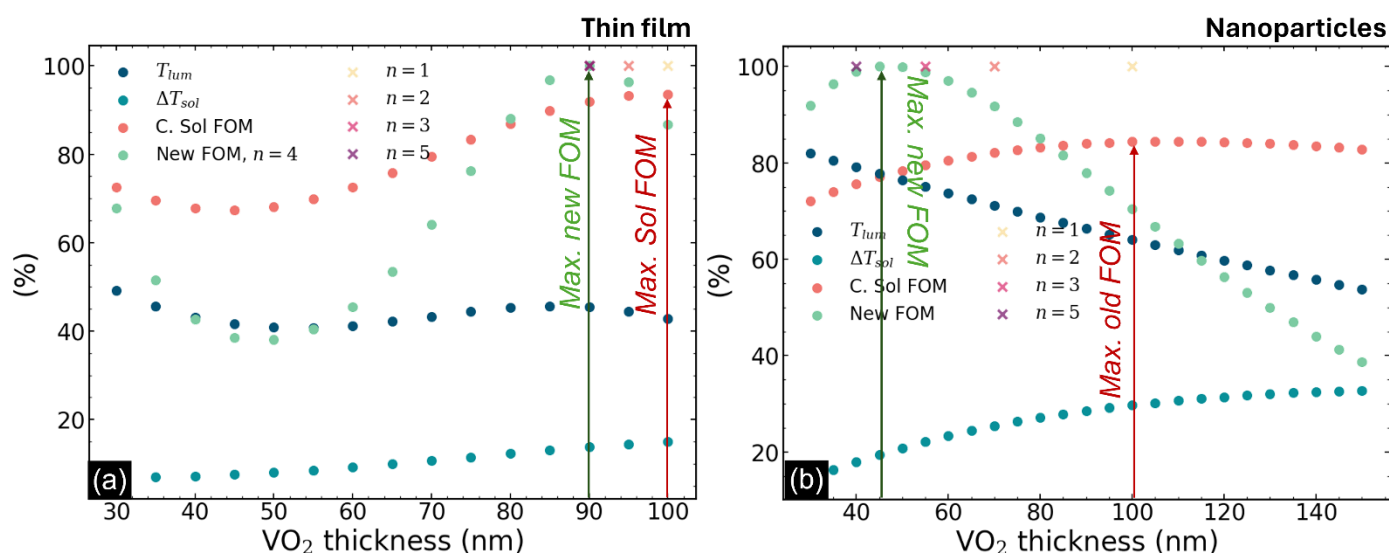 Thin film
100
80
60
40
20
(%)
T_lum
ΔT_sol
C. Sol FOM
New FOM, n = 4
n = 1
n = 2
n = 3
n = 5
Max. new FOM
Max. Sol FOM
(a)
30 40 50 60 70 80 90 100
VO₂ thickness (nm)
Nanoparticles
100
80
60
40
20
(%)
T_lum
ΔT_sol
C. Sol FOM
New FOM
n = 1
n = 2
n = 3
n = 5
Max. new FOM
Max. old FOM
(b)
40 60 80 100 120 140
VO₂ thickness (nm)